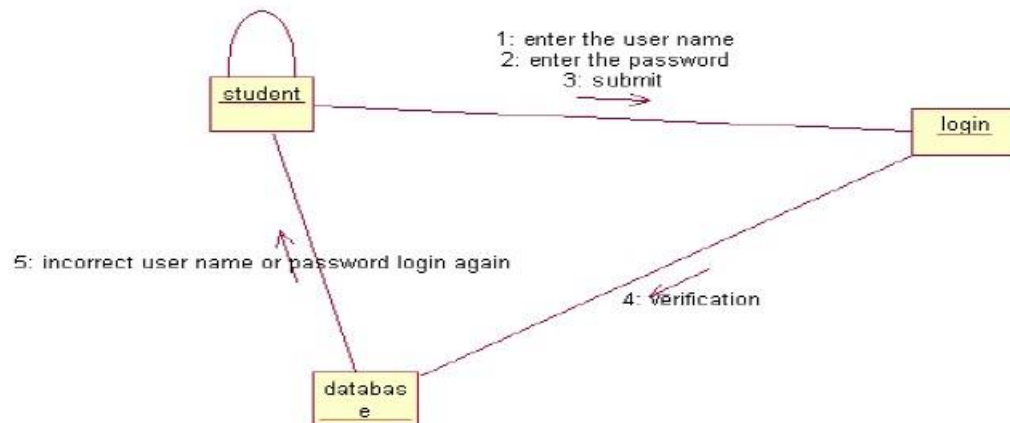 1: enter the user name
2: enter the password
3: submit
student
login
5: incorrect user name or password login again
4: verification
databas
e